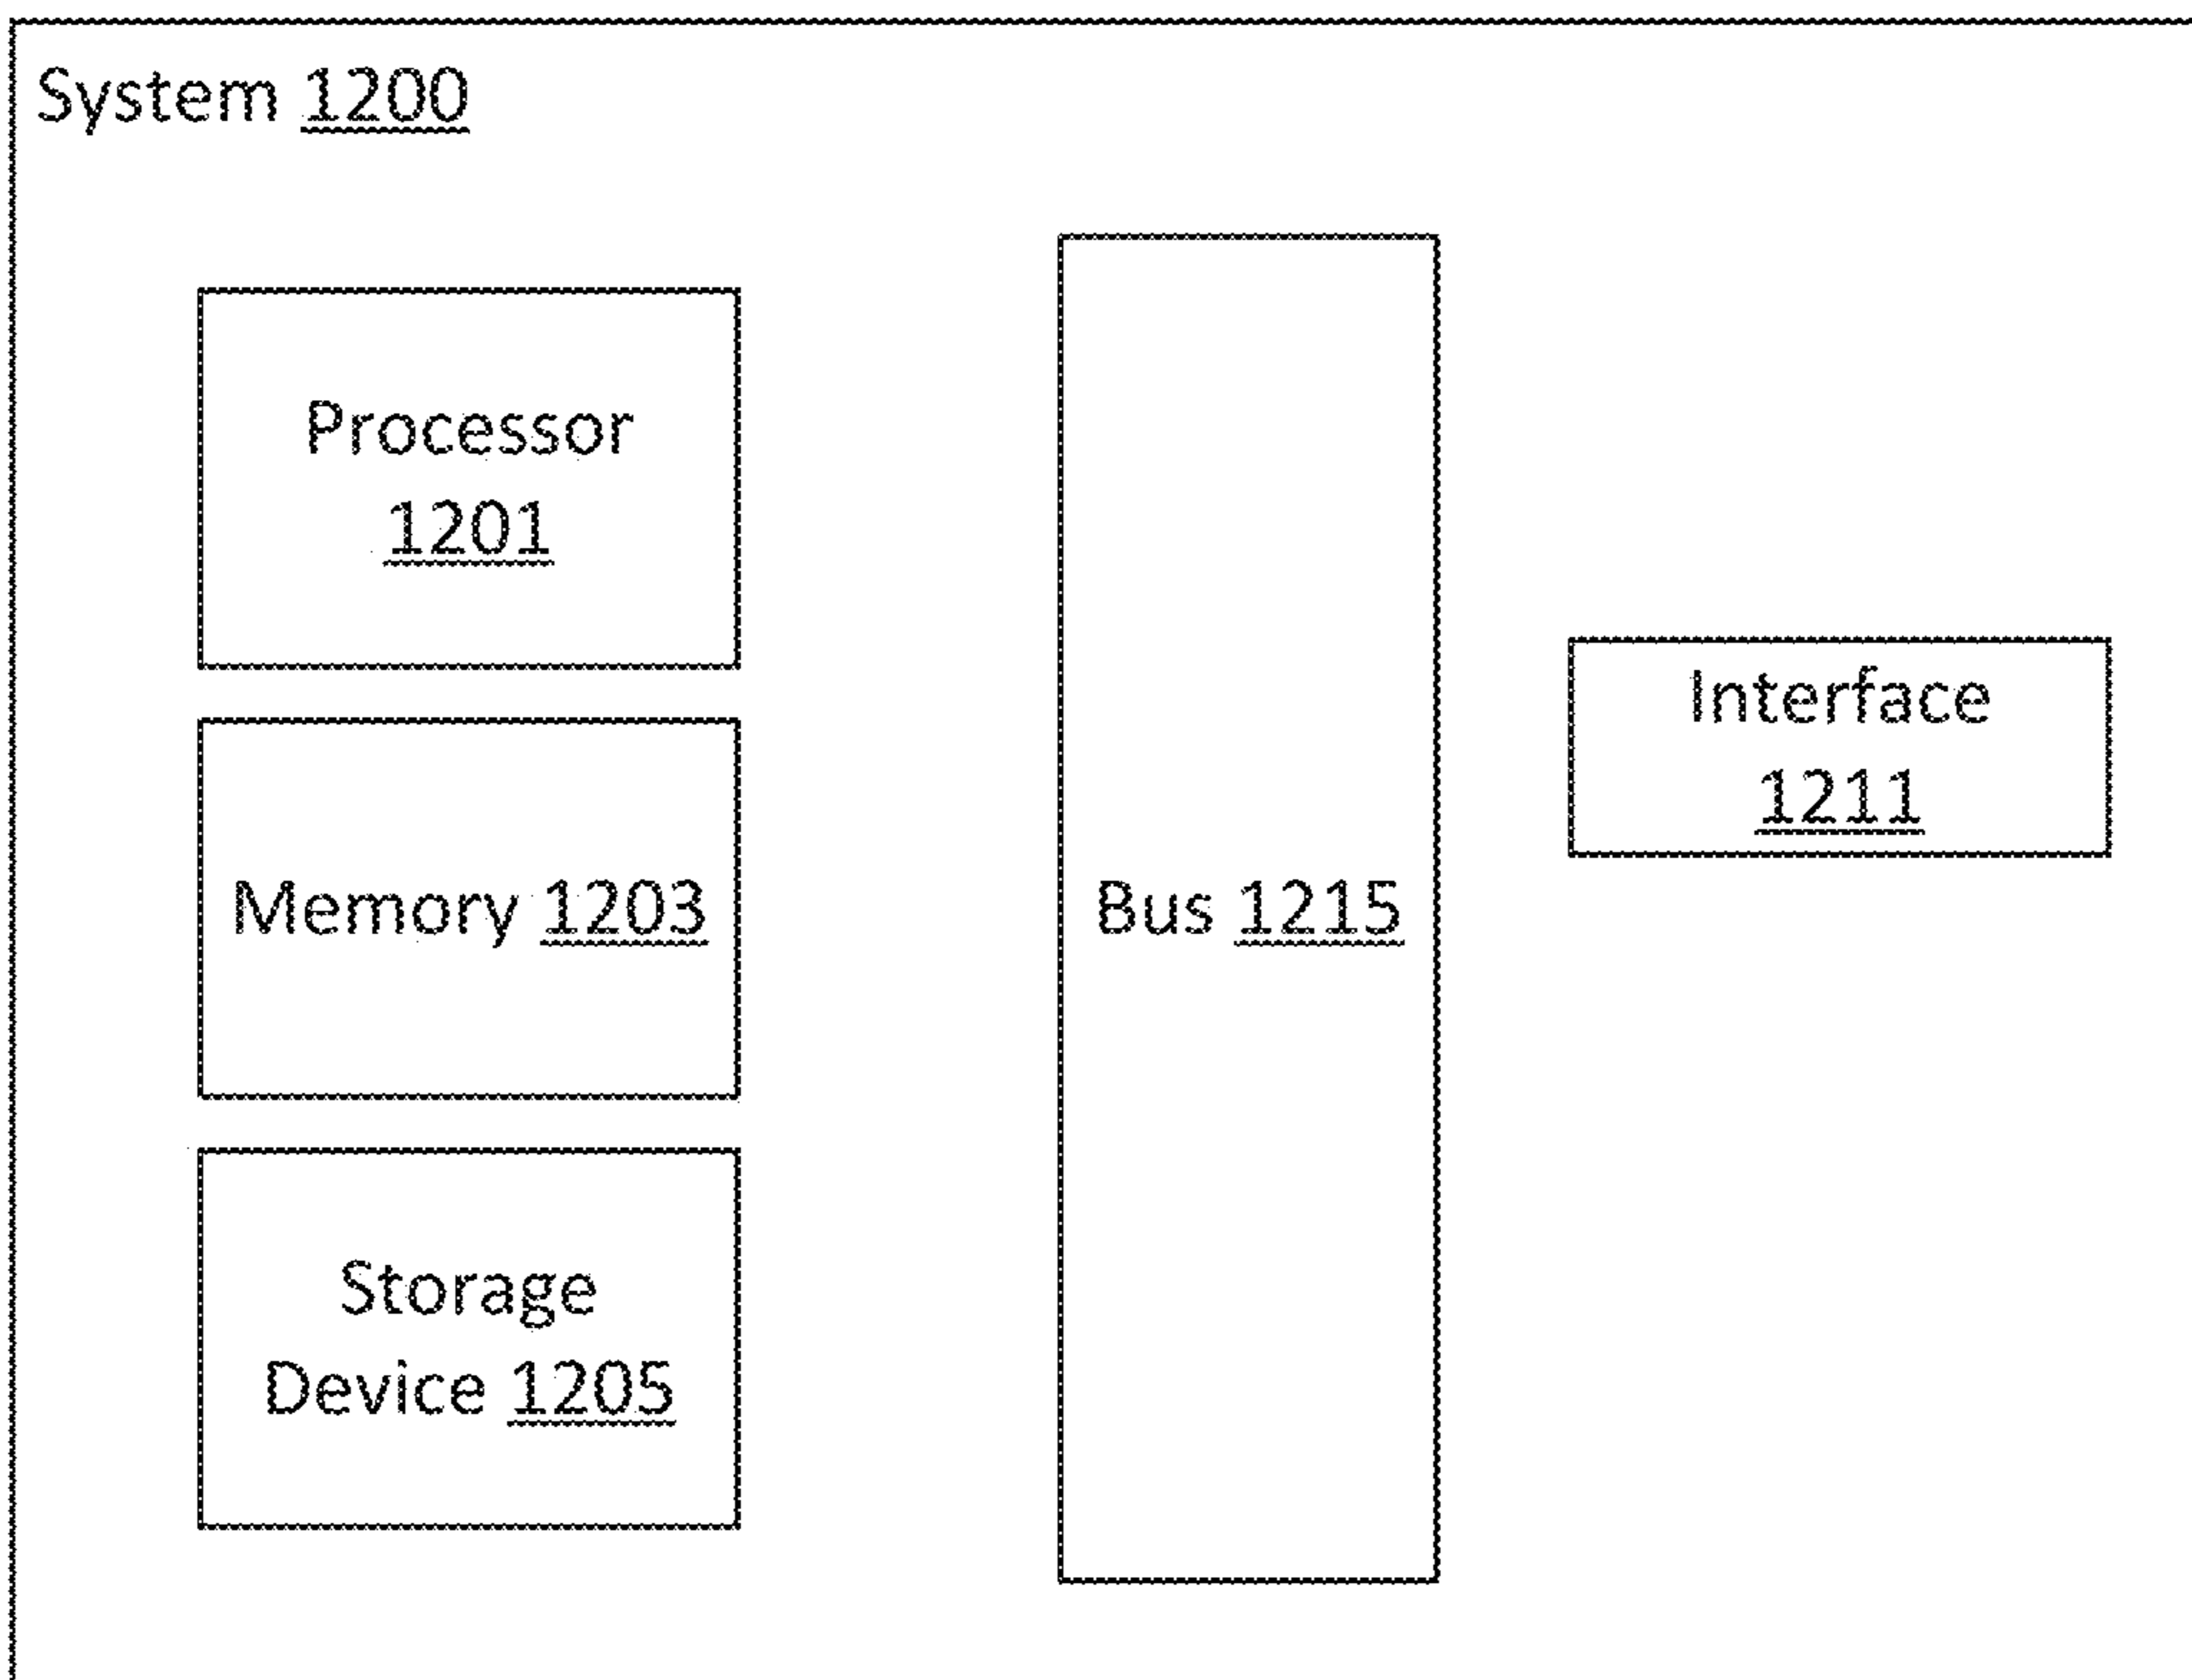 System 1200
Processor
1201
Memory 1203
Storage
Device 1205
Bus 1215
Interface
1211